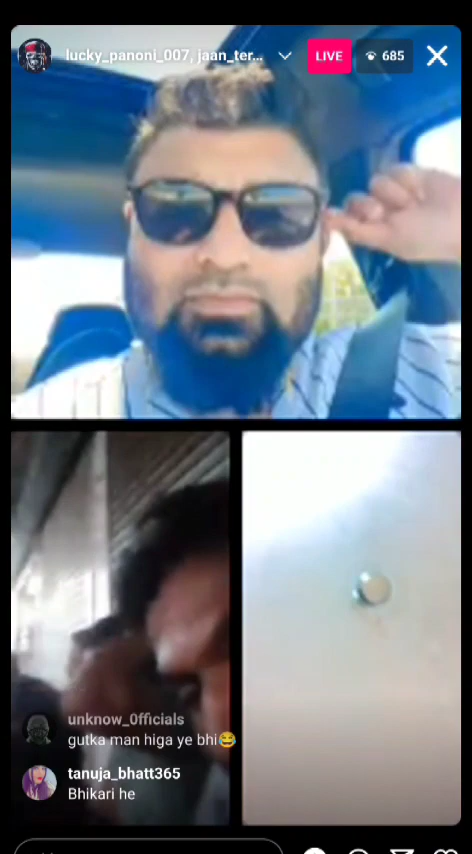 lucky_panoni_007, jaan_ter...
LIVE
685
unknow_0fficials
gutka man higa ye bhi😂
tanuja_bhatt365
Bhikari he